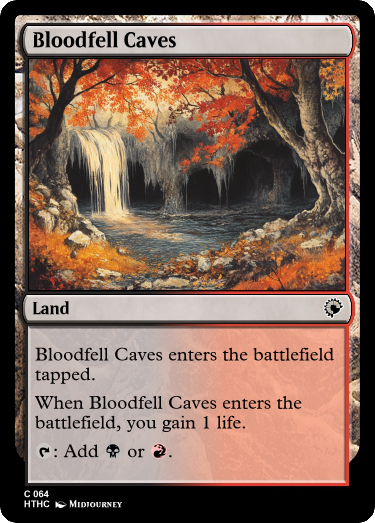 Bloodfell Caves
Land
Bloodfell Caves enters the battlefield
tapped.
When Bloodfell Caves enters the
battlefield, you gain 1 life.
: Add or .
C 064
HTHC Midjourney